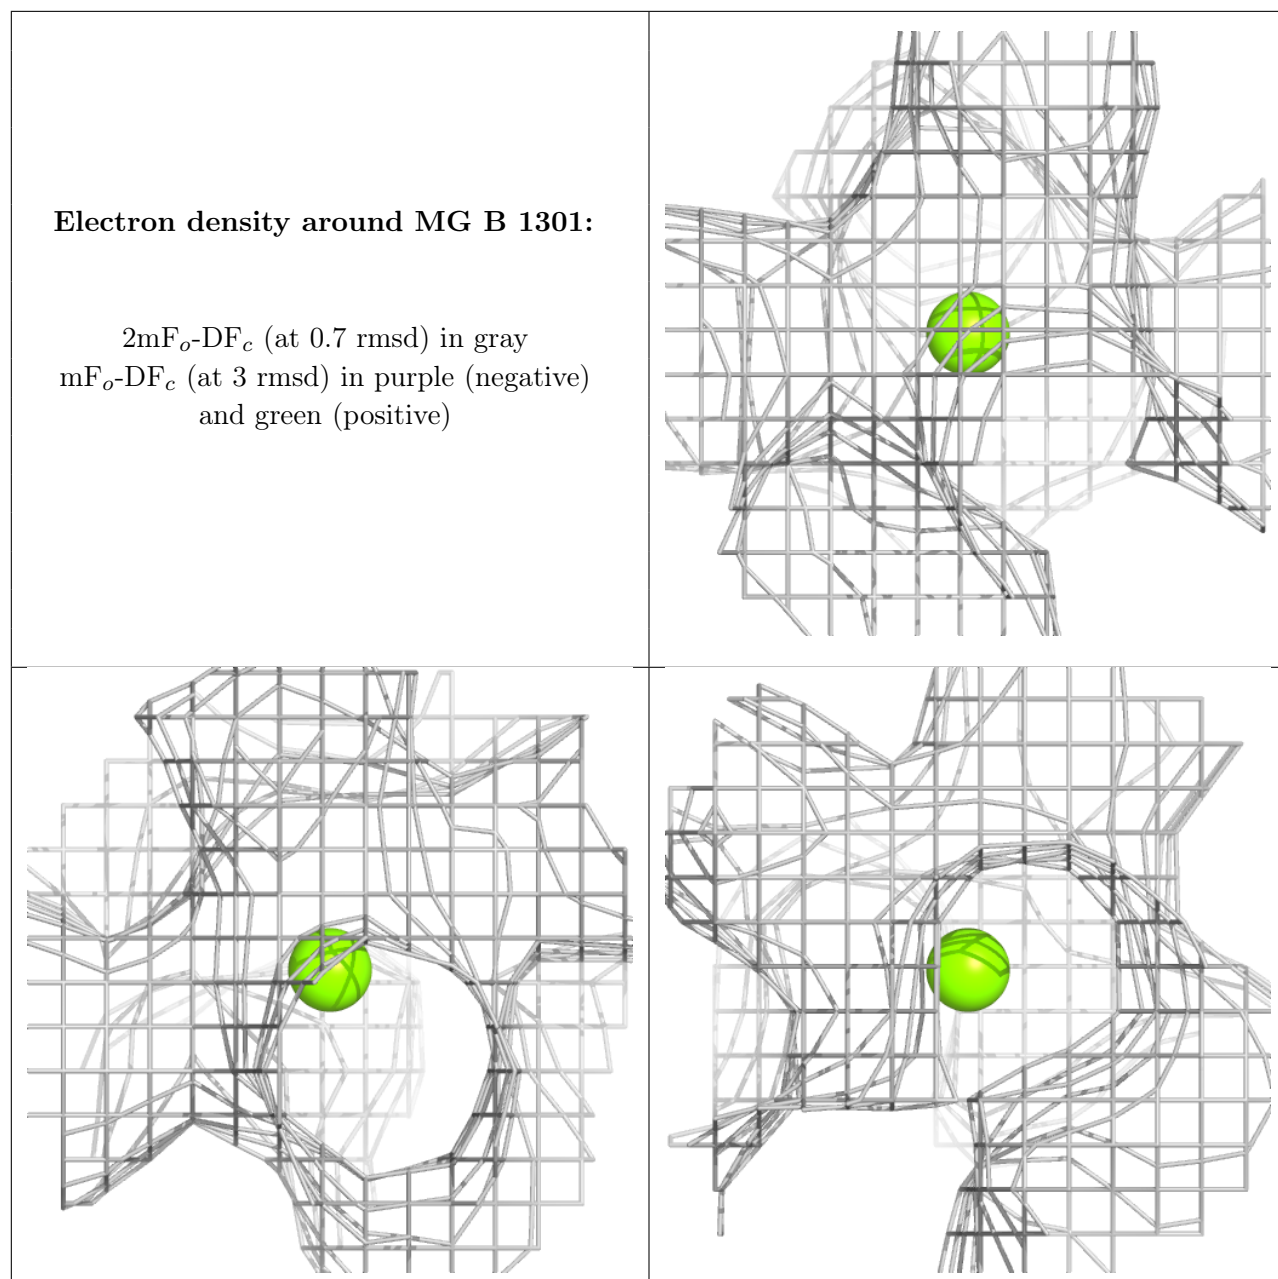 Electron density around MG B 1301:
2mFo-DFc (at 0.7 rmsd) in gray
mFo-DFc (at 3 rmsd) in purple (negative)
and green (positive)